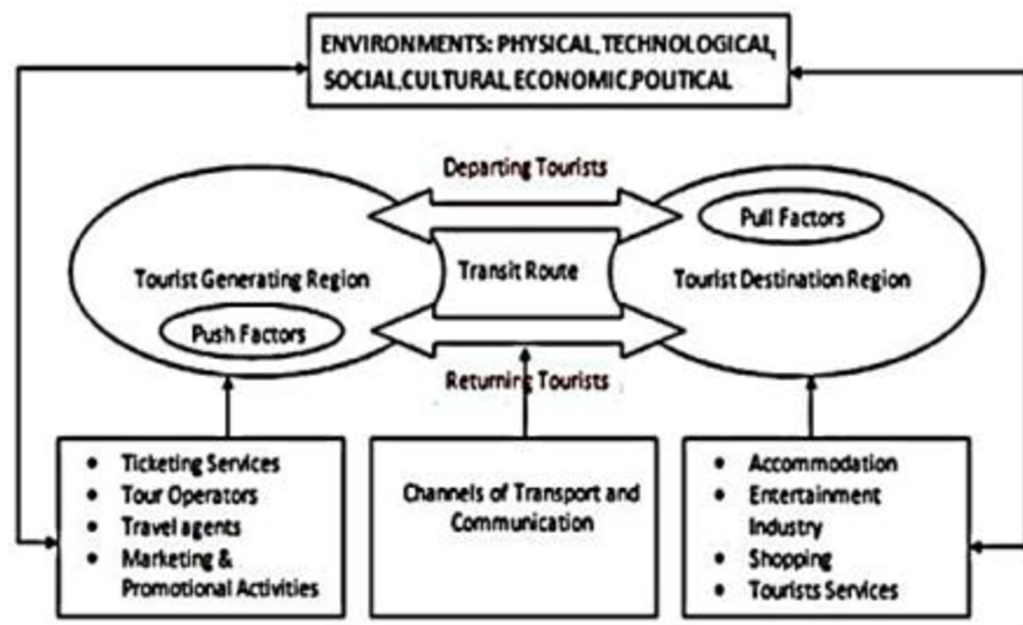 ENVIRONMENTS: PHYSICAL, TECHNOLOGICAL,
SOCIAL,CULTURAL,ECONOMIC,POLITICAL
Departing Tourists
Pull Factors
Tourist Generating Region
Transit Route
Tourist Destination Region
Push Factors
Returning Tourists
• Ticketing Services
• Tour Operators
• Travel agents
• Marketing &
Promotional Activities
Channels of Transport and
Communication
• Accommodation
• Entertainment
Industry
• Shopping
• Tourists Services